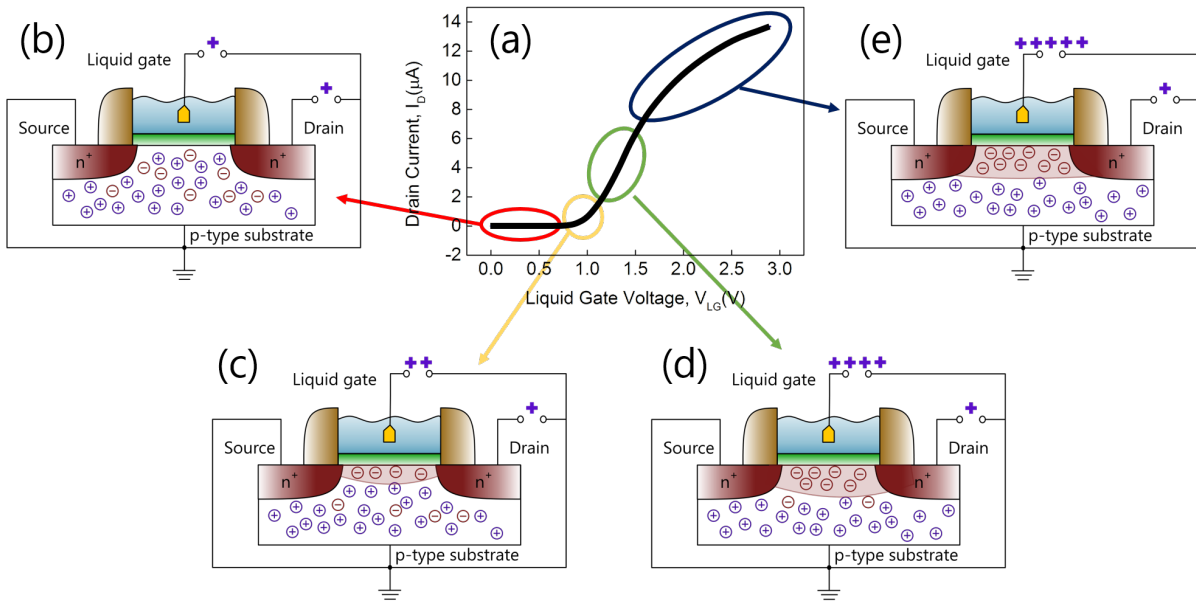 (b)
+
Liquid gate
+
Source
Drain
n+
n+
p-type substrate
(a)
Drain Current, I_D(μA)
14
12
10
8
6
4
2
0
-2
0.0 0.5 1.0 1.5 2.0 2.5 3.0
Liquid Gate Voltage, V_LG(V)
(e)
+++++
Liquid gate
+
Source
Drain
n+
n+
p-type substrate
(c)
++
Liquid gate
+
Source
Drain
n+
n+
p-type substrate
(d)
++++
Liquid gate
+
Source
Drain
n+
n+
p-type substrate